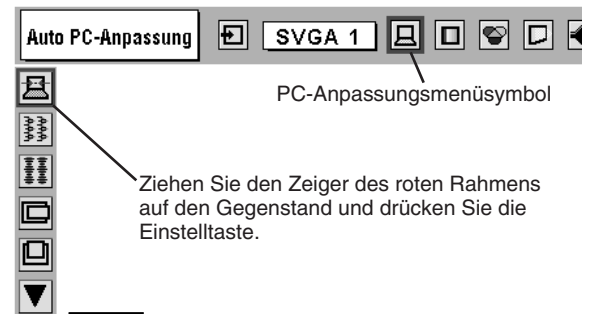 Auto PC-Anpassung SVGA 1
PC-Anpassungsmenüsymbol
Ziehen Sie den Zeiger des roten Rahmens
auf den Gegenstand und drücken Sie die
Einstelltaste.